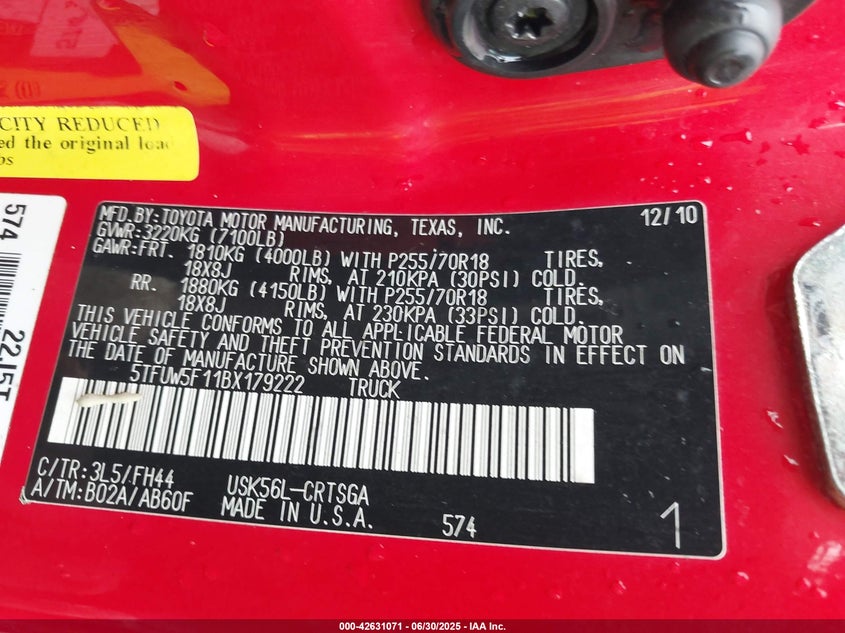 CITY REDUCED
the original load
574
22J5T
MFD.BY:TOYOTA MOTOR MANUFACTURING, TEXAS, INC. 12/10
GVWR:3220KG (7100LB)
GAWR:FRT. 1810KG (4000LB) WITH P255/70R18 TIRES,
18X8J RIMS, AT 210KPA (30PSI) COLD.
RR. 1880KG (4150LB) WITH P255/70R18 TIRES,
18X8J RIMS, AT 230KPA (33PSI) COLD.
THIS VEHICLE CONFORMS TO ALL APPLICABLE FEDERAL MOTOR
VEHICLE SAFETY AND THEFT PREVENTION STANDARDS IN EFFECT ON
THE DATE OF MANUFACTURE SHOWN ABOVE.
5TFUW5F11BX179222 TRUCK
C/TR:3L5/FH44 USK56L-CRTSGA
A/TM:B02A/AB60F MADE IN U.S.A. 574 1
000-42631071 - 06/30/2025 - IAA Inc.